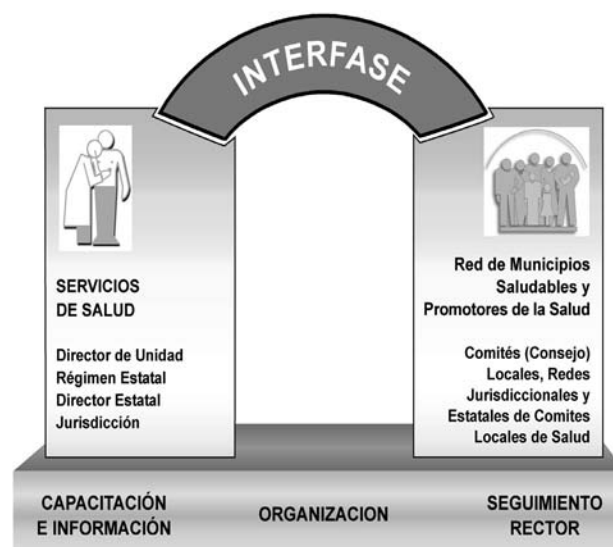 INTERFASE
SERVICIOS
DE SALUD
Director de Unidad
Régimen Estatal
Director Estatal
Jurisdicción
Red de Municipios
Saludables y
Promotores de la Salud
Comités (Consejo)
Locales, Redes
Jurisdiccionales y
Estatales de Comites
Locales de Salud
CAPACITACIÓN
E INFORMACIÓN
ORGANIZACION
SEGUIMIENTO
RECTOR